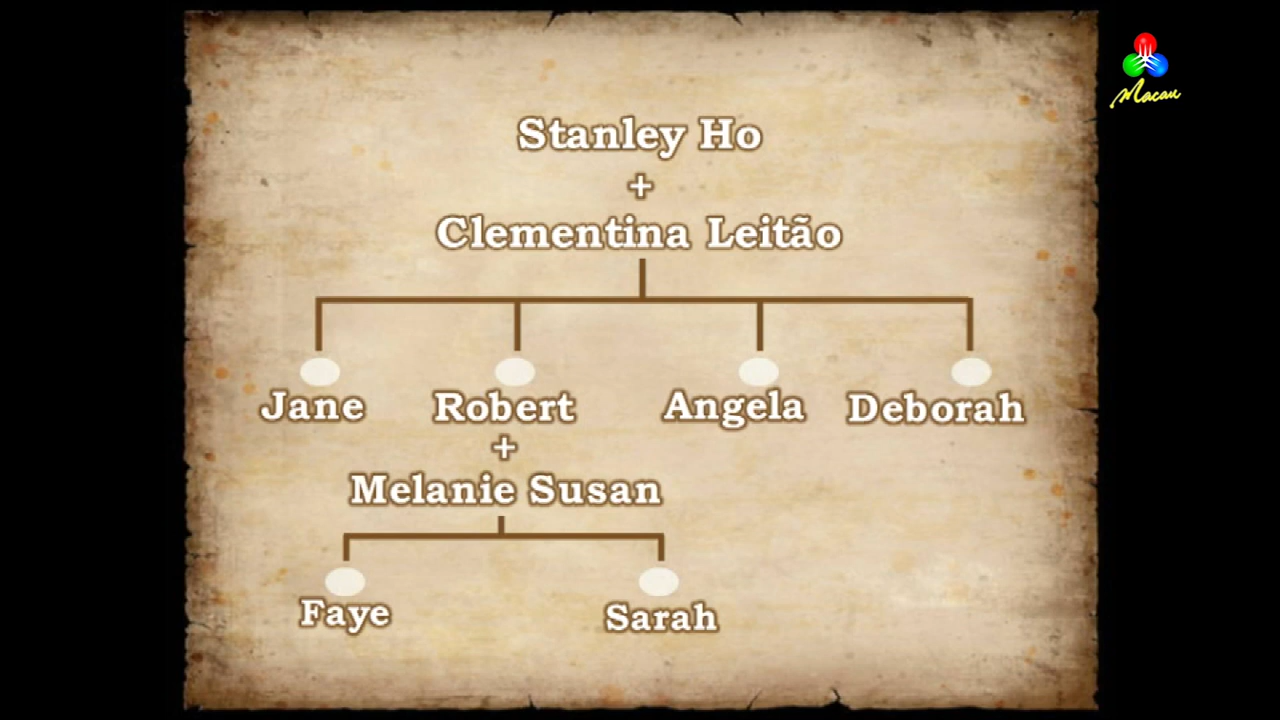 Macau
Stanley Ho
+
Clementina Leitão
Jane Robert Angela Deborah
+
Melanie Susan
Faye Sarah